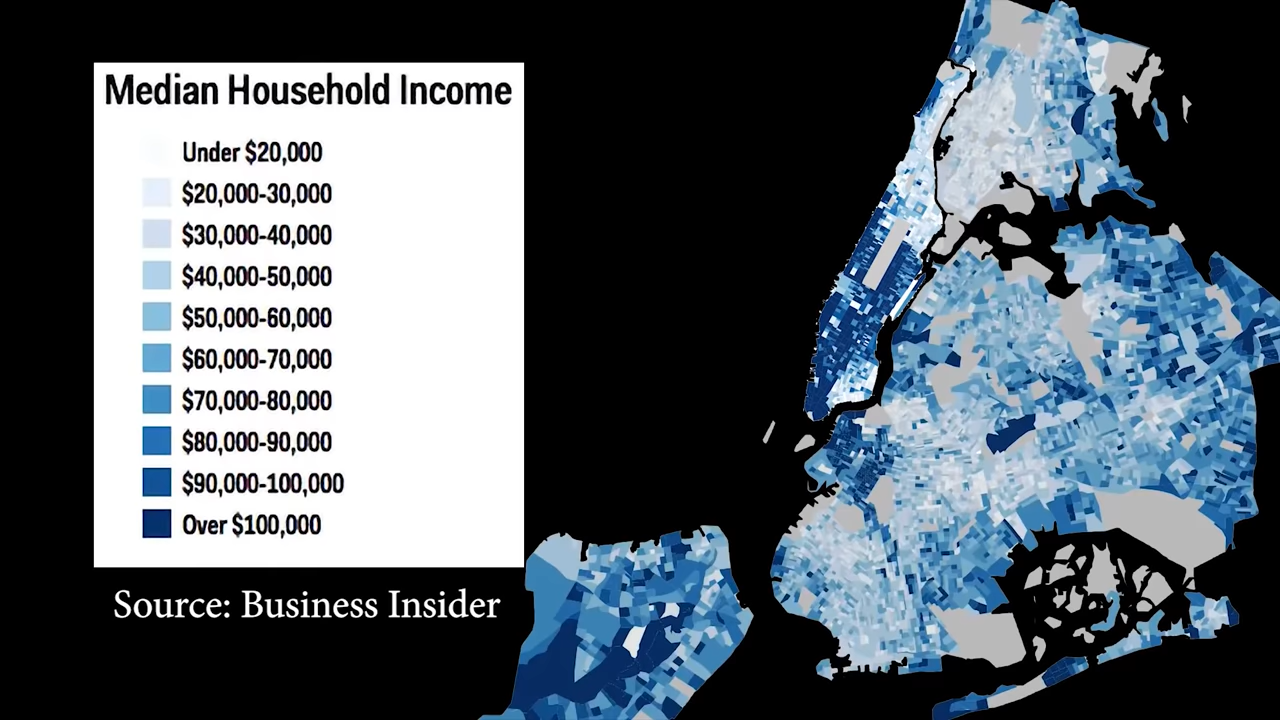 Median Household Income
Under $20,000
$20,000-30,000
$30,000-40,000
$40,000-50,000
$50,000-60,000
$60,000-70,000
$70,000-80,000
$80,000-90,000
$90,000-100,000
Over $100,000
Source: Business Insider